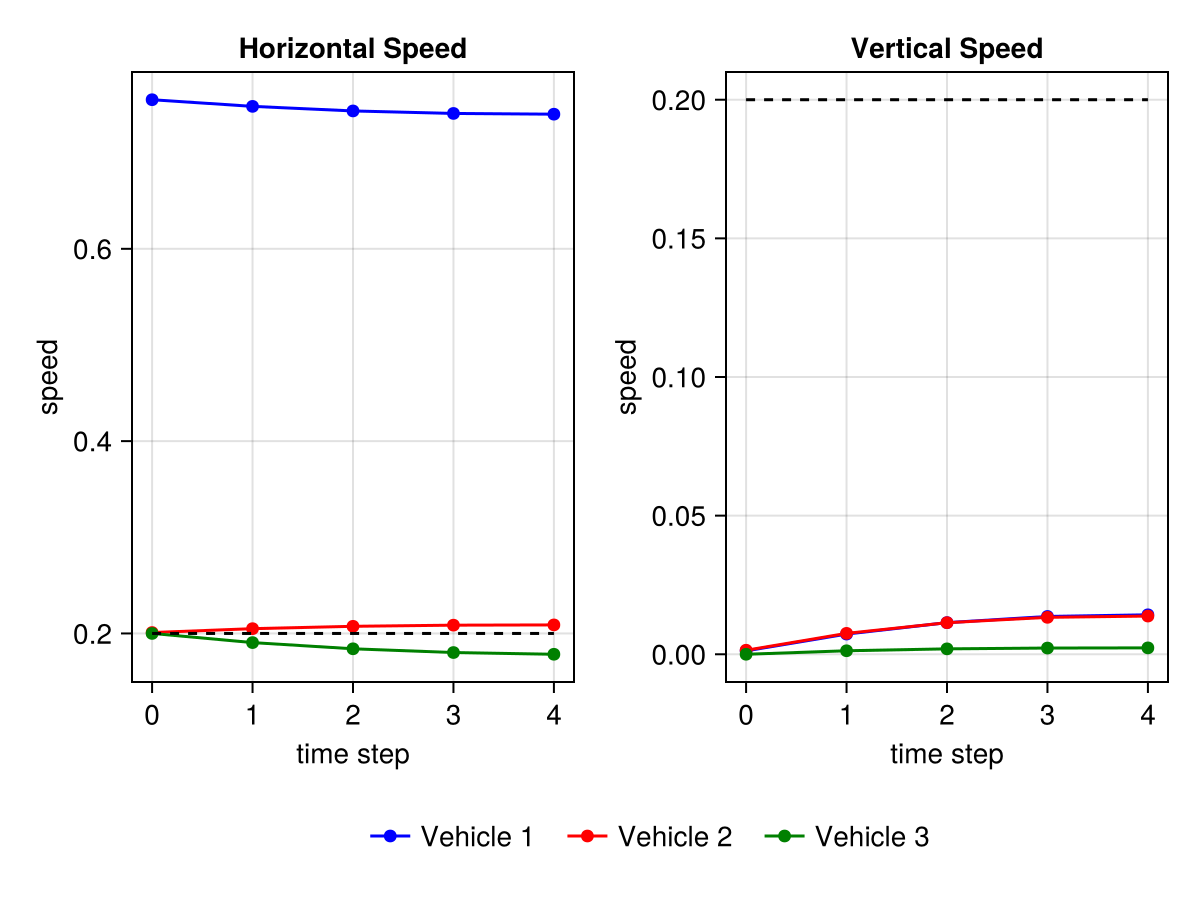 Horizontal Speed
speed
0.6
0.4
0.2
0 1 2 3 4
time step
Vertical Speed
speed
0.20
0.15
0.10
0.05
0.00
0 1 2 3 4
time step
Vehicle 1 Vehicle 2 Vehicle 3